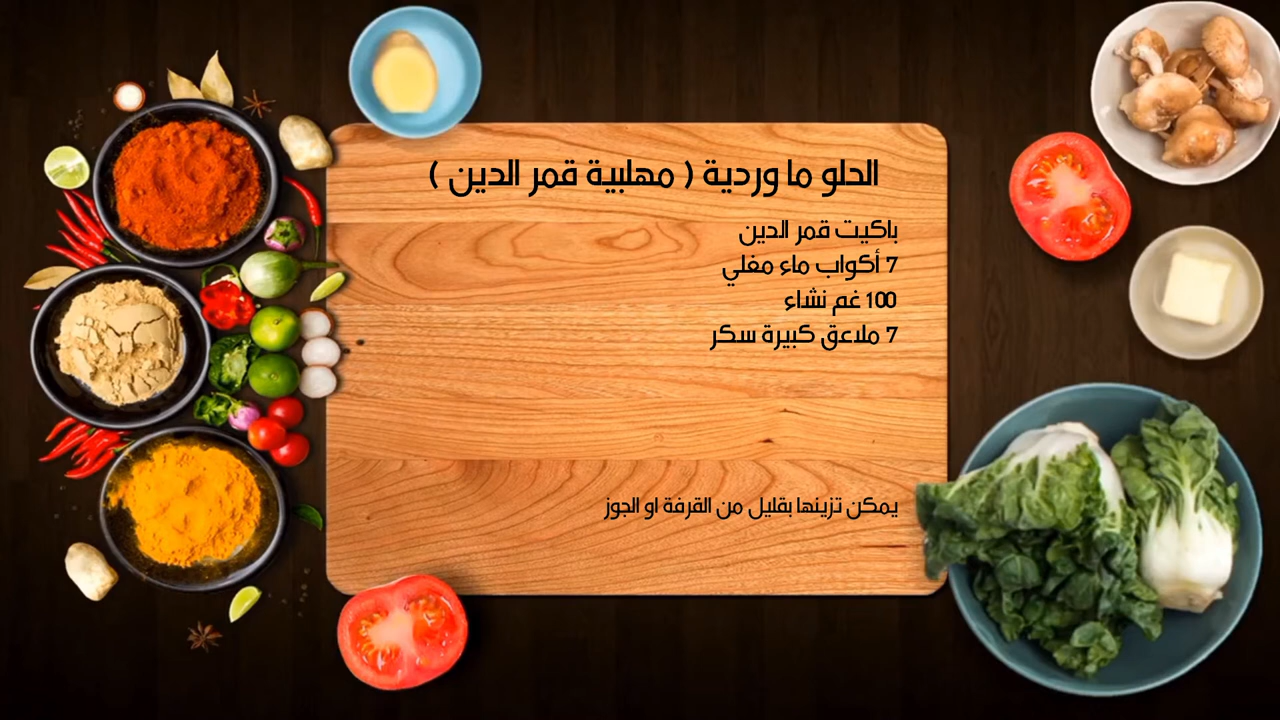 الحلو ما وردية ( مهلبية قمر الدين )
باكيت قمر الدين
7 أكواب ماء مغلي
100 غم نشاء
7 ملاعق كبيرة سكر
يمكن تزينها بقليل من القرفة او الجوز